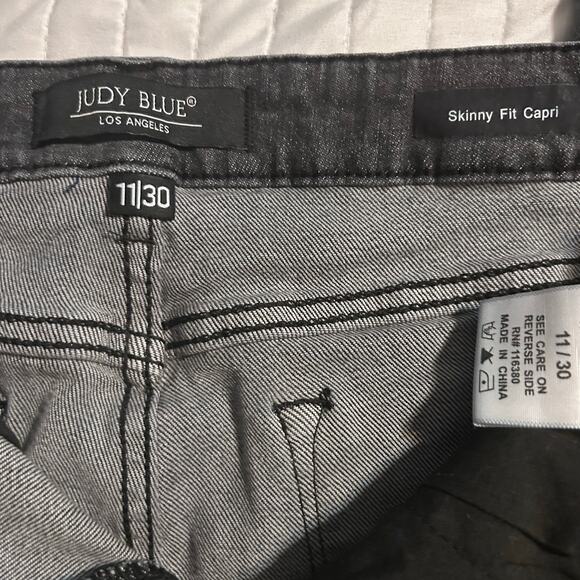 JUDY BLUE®
LOS ANGELES
Skinny Fit Capri
11|30
11 / 30
SEE CARE ON
REVERSE SIDE
RN# 116380
MADE IN CHINA